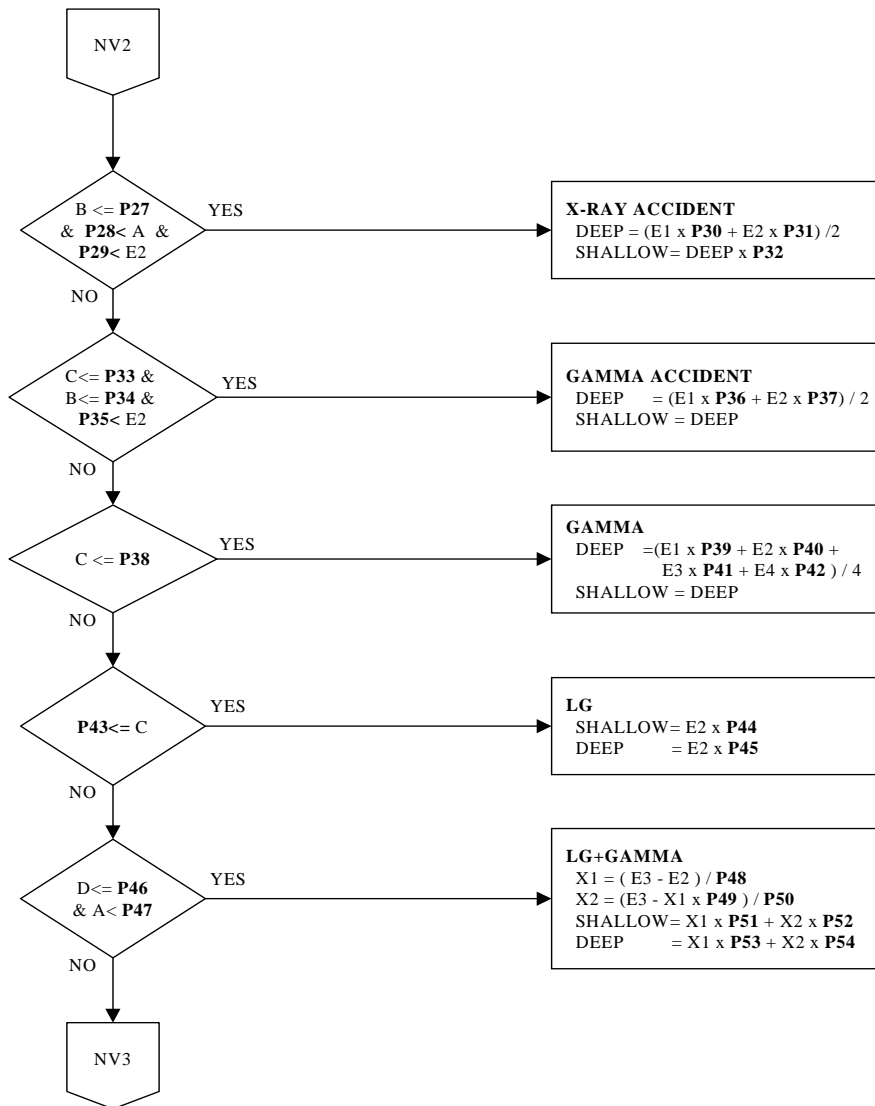 NV2
B <= P27
& P28< A &
P29< E2
YES
NO
X-RAY ACCIDENT
DEEP = (E1 x P30 + E2 x P31) /2
SHALLOW= DEEP x P32
C<= P33 &
B<= P34 &
P35< E2
YES
NO
GAMMA ACCIDENT
DEEP = (E1 x P36 + E2 x P37) / 2
SHALLOW = DEEP
C <= P38
YES
NO
GAMMA
DEEP =(E1 x P39 + E2 x P40 +
E3 x P41 + E4 x P42 ) / 4
SHALLOW = DEEP
P43<= C
YES
NO
LG
SHALLOW= E2 x P44
DEEP = E2 x P45
D<= P46
& A< P47
YES
NO
LG+GAMMA
X1 = ( E3 - E2 ) / P48
X2 = (E3 - X1 x P49 ) / P50
SHALLOW= X1 x P51 + X2 x P52
DEEP = X1 x P53 + X2 x P54
NV3